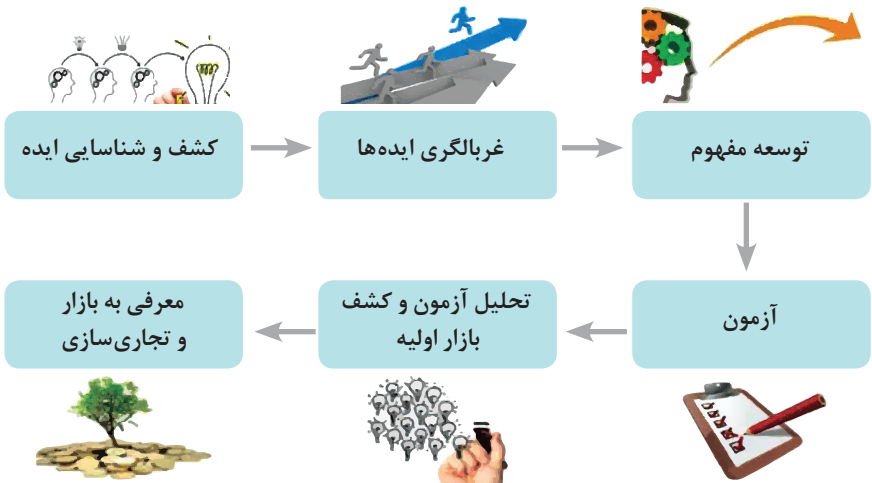 کشف و شناسایی ایده
غربالگری ایده‌ها
توسعه مفهوم
آزمون
تحلیل آزمون و کشف
بازار اولیه
معرفی به بازار
و تجاری‌سازی